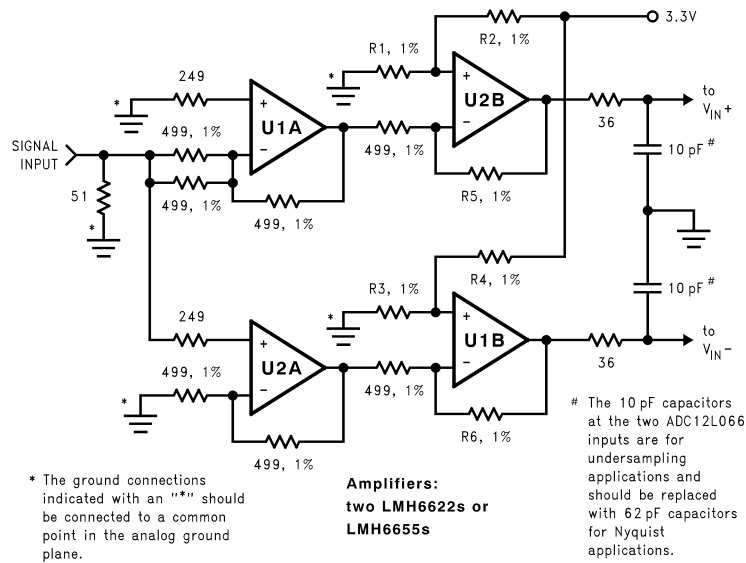 3.3V
R2, 1%
R1, 1%
*
+
U2B
−
to
VIN+
249
*
+
U1A
−
36
499, 1%
499, 1%
SIGNAL
INPUT
10 pF#
51
499, 1%
R5, 1%
*
499, 1%
R4, 1%
R3, 1%
*
+
U1B
−
10 pF#
249
to
VIN−
+
U2A
−
36
499, 1%
499, 1%
*
R6, 1%
499, 1%
# The 10 pF capacitors
at the two ADC12L066
inputs are for
undersampling
applications and
should be replaced
with 62 pF capacitors
for Nyquist
applications.
* The ground connections
indicated with an "*" should
be connected to a common
point in the analog ground
plane.
Amplifiers:
two LMH6622s or
LMH6655s